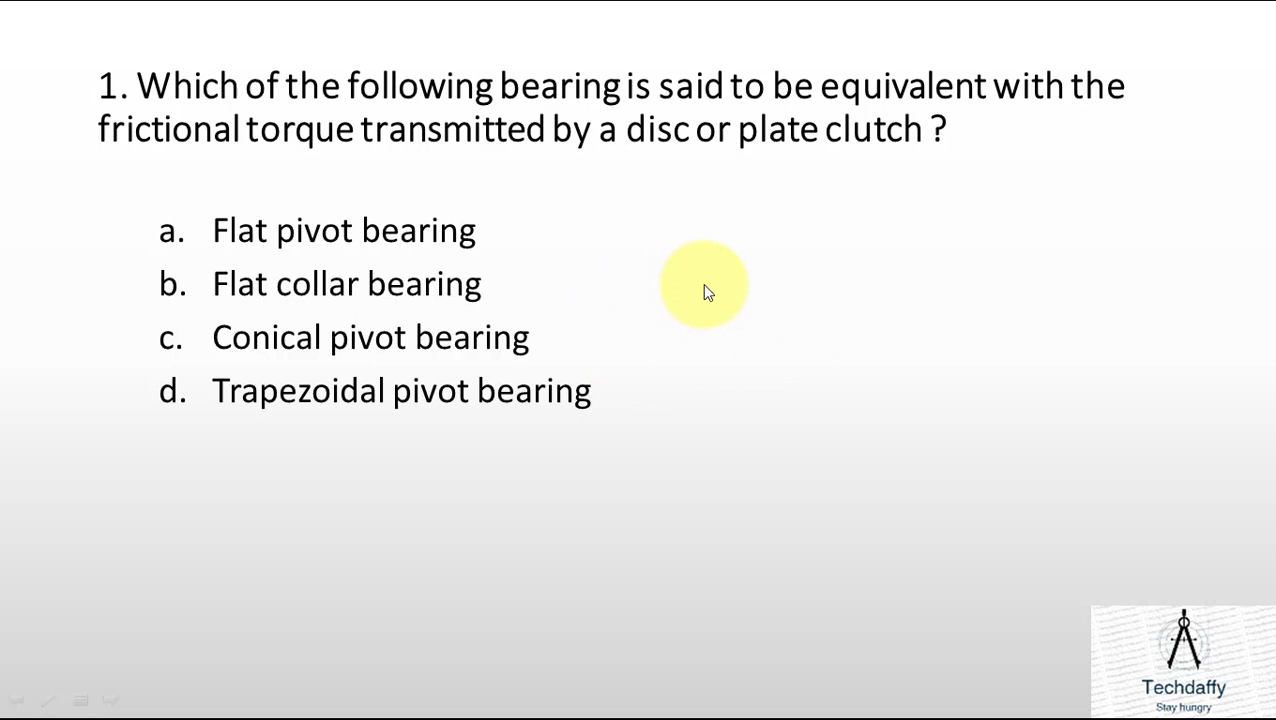 1. Which of the following bearing is said to be equivalent with the
frictional torque transmitted by a disc or plate clutch ?
a. Flat pivot bearing
b. Flat collar bearing
c. Conical pivot bearing
d. Trapezoidal pivot bearing
Techdaffy
Stay hungry